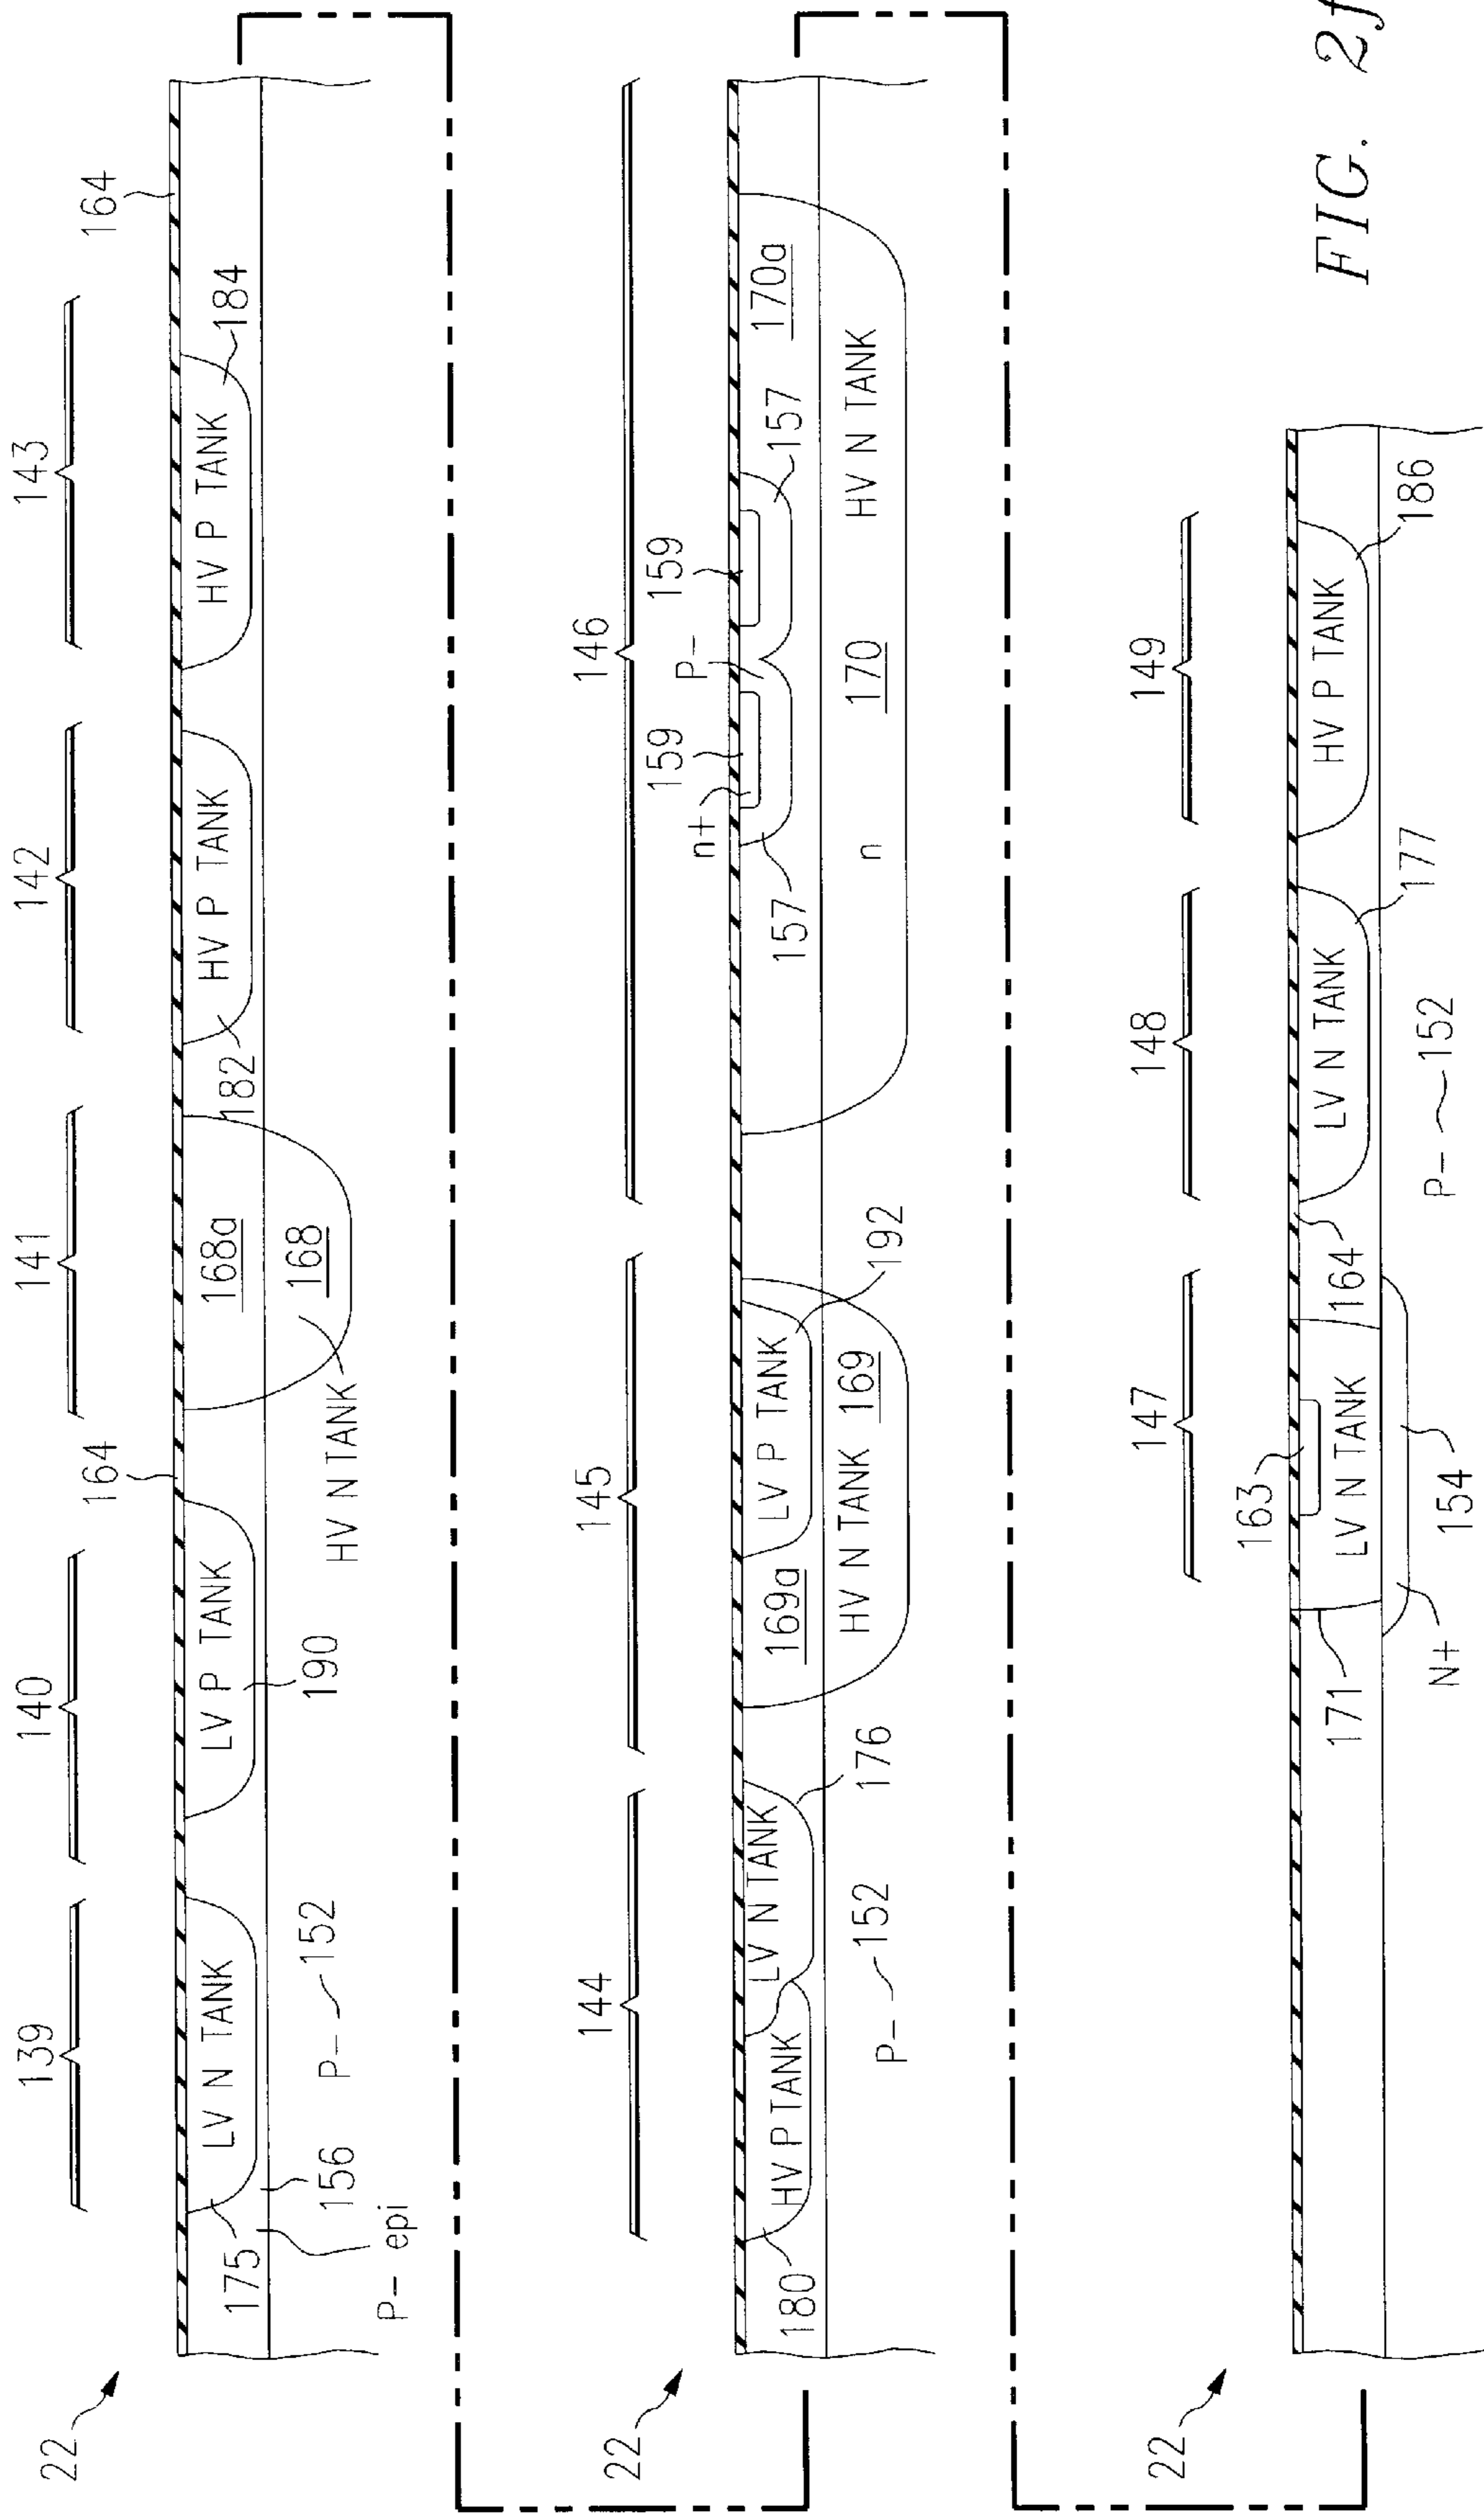 22
139
140
141
142
143
164
164
LV N TANK
LV P TANK
168a
HV P TANK
HV P TANK
175
156
190
168
182
184
P- epi
P-
152
HV N TANK
22
144
145
146
n+
159
P-
159
HV P TANK
LV N TANK
169a
LV P TANK
157
157
170a
180
176
HV N TANK 169
192
n
170
HV N TANK
P-
152
22
147
148
149
163
171
LV N TANK
164
LV N TANK
HV P TANK
177
186
N+
154
P-
152
FIG. 2f